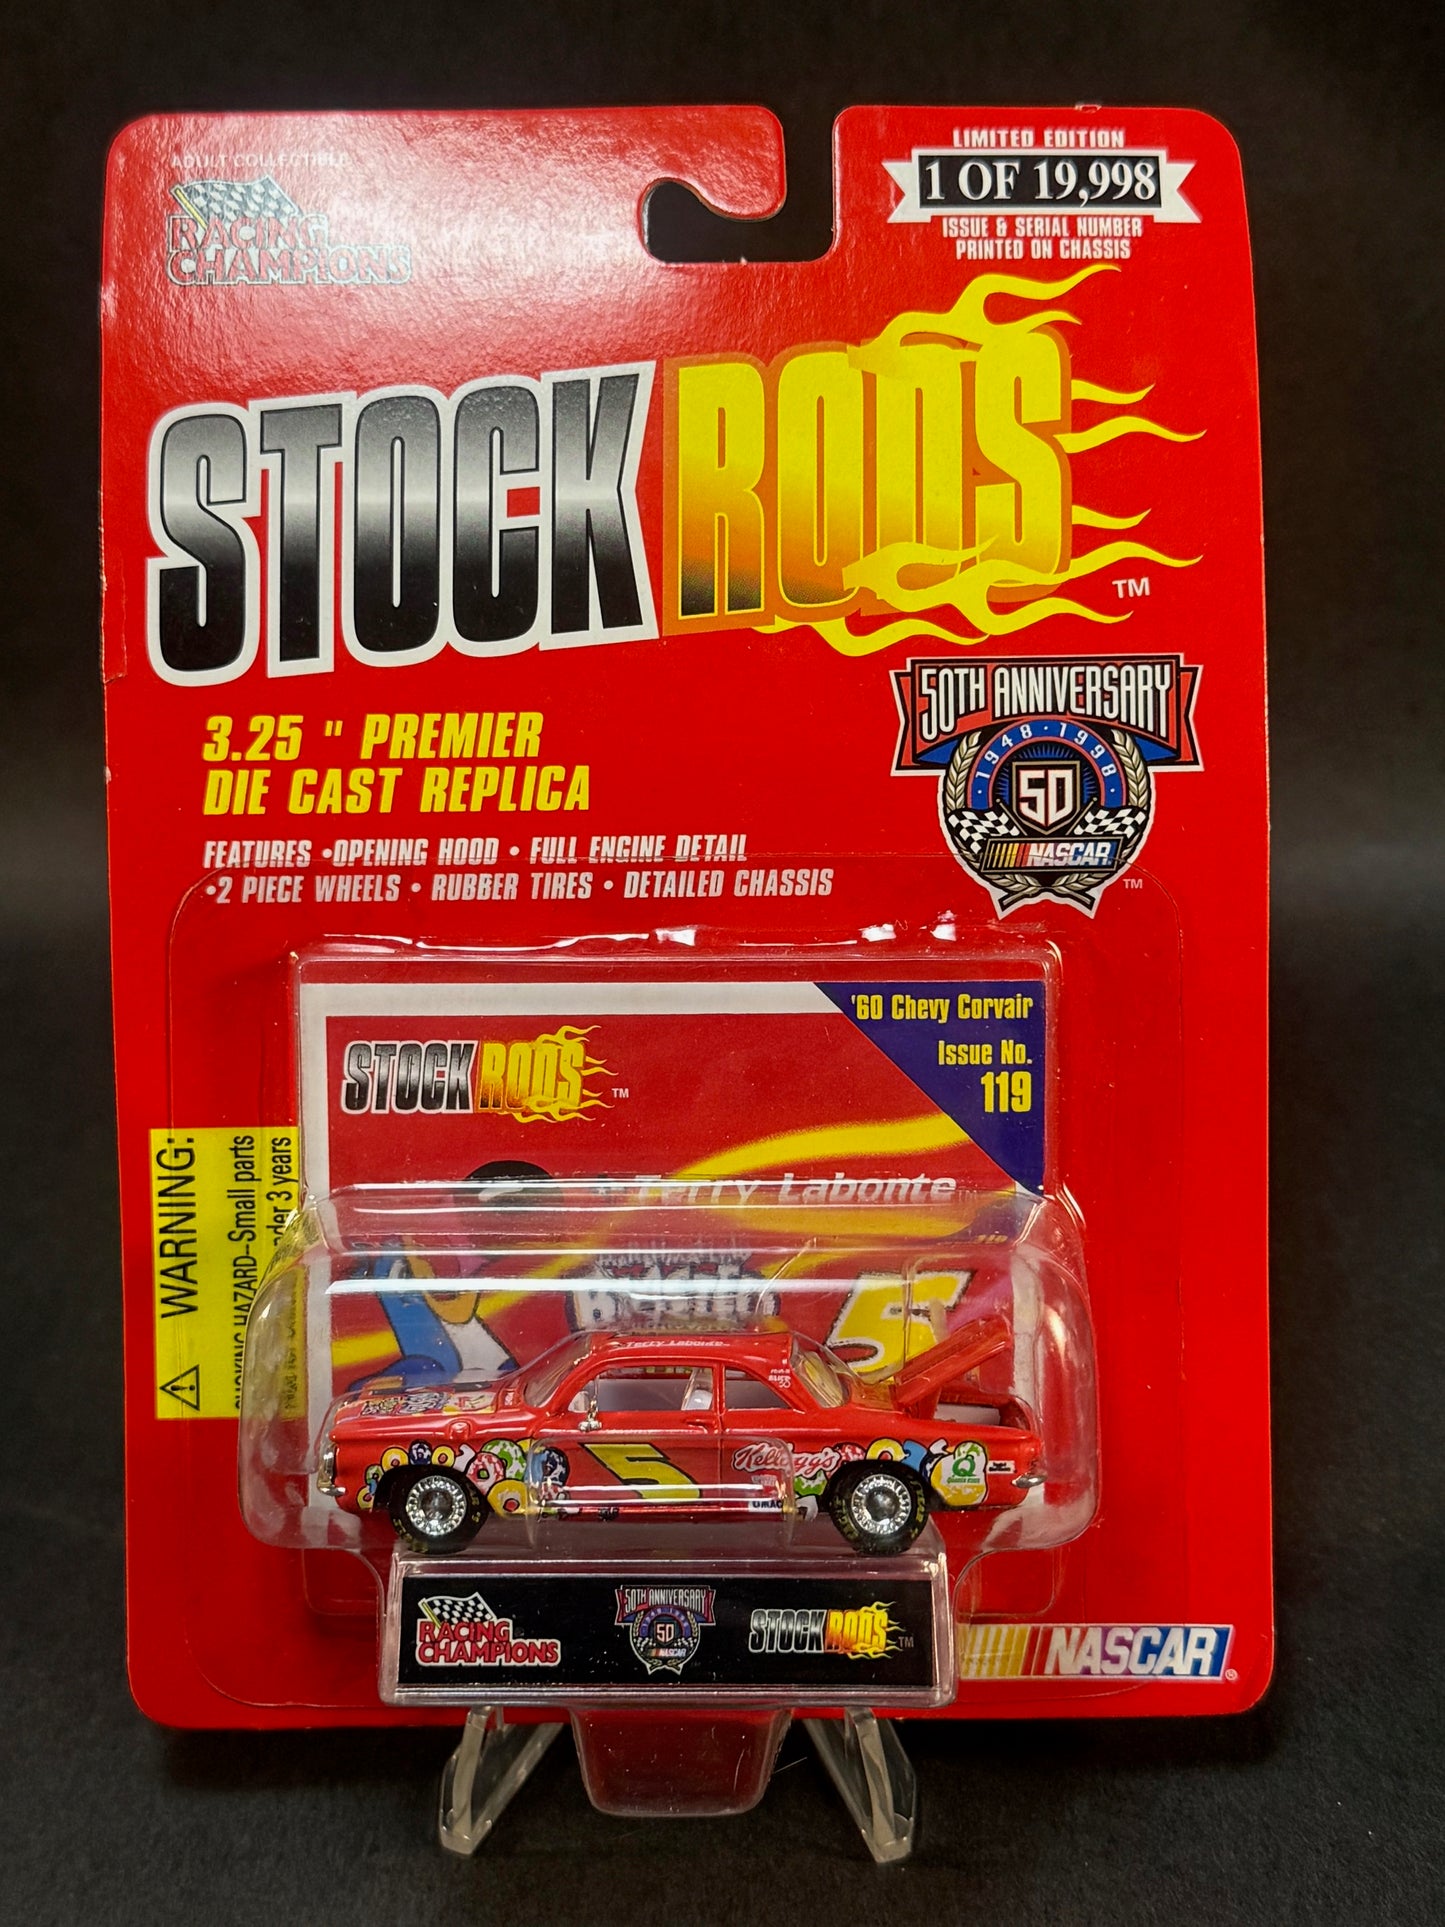 ADULT COLLECTIBLE
RACING
CHAMPIONS
LIMITED EDITION
1 OF 19,998
ISSUE & SERIAL NUMBER
PRINTED ON CHASSIS
STOCK RODS
TM
50TH ANNIVERSARY
1948 · 1998
50
NASCAR
TM
3.25 " PREMIER
DIE CAST REPLICA
FEATURES •OPENING HOOD • FULL ENGINE DETAIL
•2 PIECE WHEELS • RUBBER TIRES • DETAILED CHASSIS
'60 Chevy Corvair
Issue No.
119
STOCK RODS
TM
Terry Labonte
5
WARNING:
HAZARD–Small parts
3 years
Terry Labonte
5
Kellogg's
RACING
CHAMPIONS
50TH ANNIVERSARY
50
NASCAR
STOCK RODS
TM
NASCAR
®